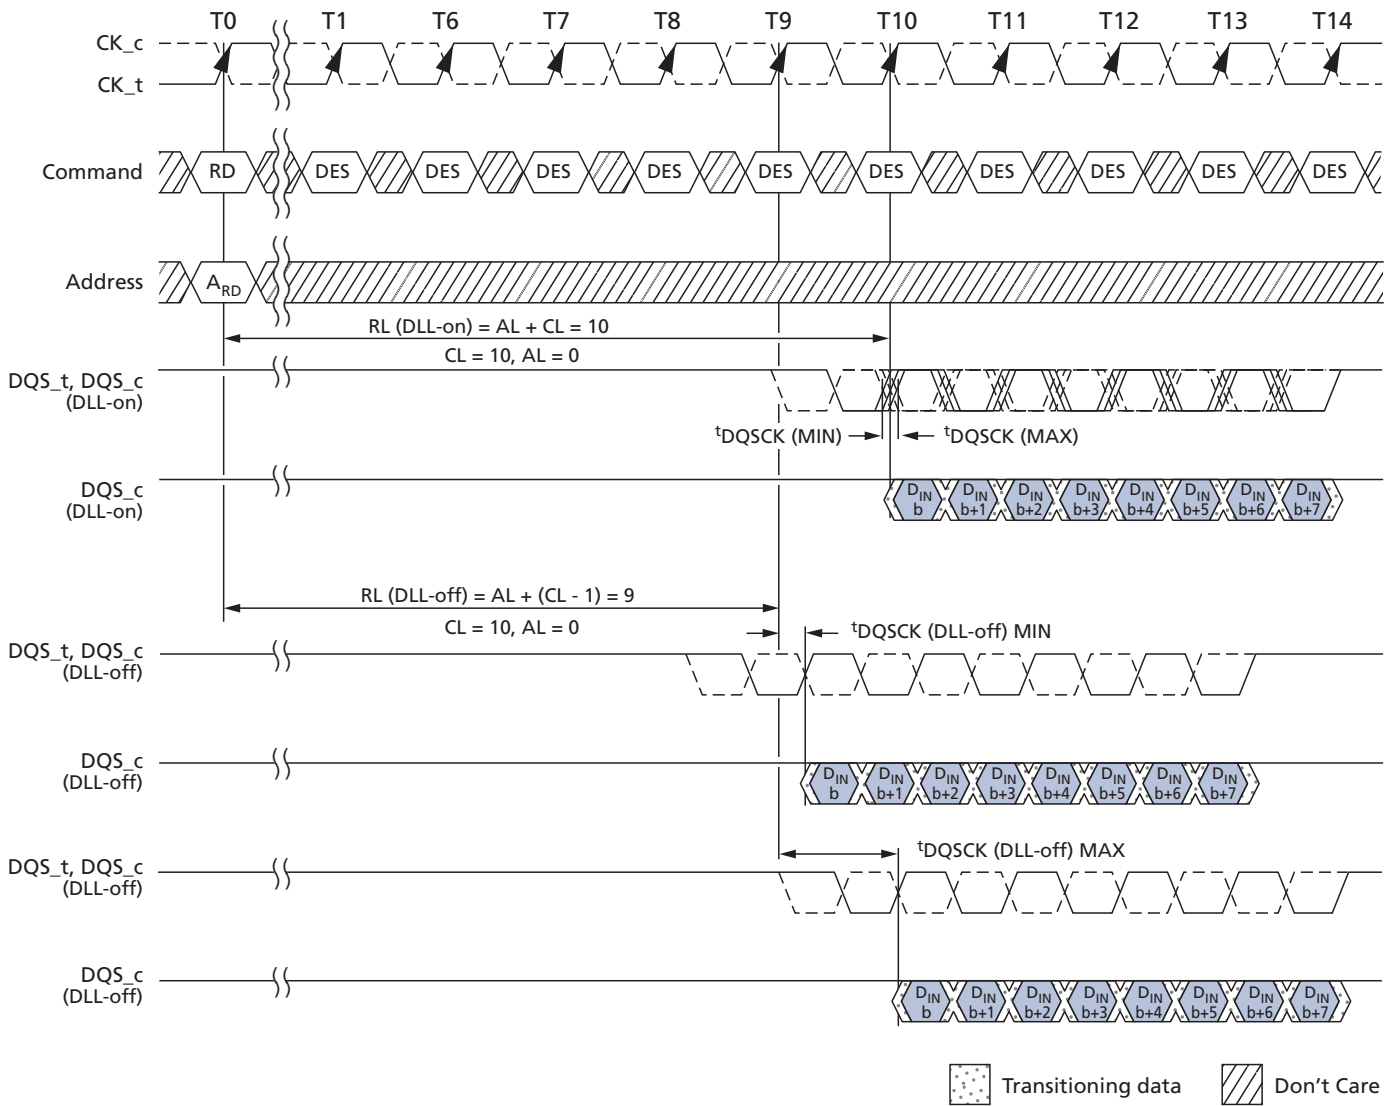 T0 T1 T6 T7 T8 T9 T10 T11 T12 T13 T14
CK_c
CK_t
Command RD DES DES DES DES DES DES DES DES DES DES
Address A_RD
RL (DLL-on) = AL + CL = 10
CL = 10, AL = 0
DQS_t, DQS_c
(DLL-on)
tDQSCK (MIN) tDQSCK (MAX)
DQS_c
(DLL-on)
DIN b DIN b+1 DIN b+2 DIN b+3 DIN b+4 DIN b+5 DIN b+6 DIN b+7
RL (DLL-off) = AL + (CL - 1) = 9
CL = 10, AL = 0
tDQSCK (DLL-off) MIN
DQS_t, DQS_c
(DLL-off)
DQS_c
(DLL-off)
DIN b DIN b+1 DIN b+2 DIN b+3 DIN b+4 DIN b+5 DIN b+6 DIN b+7
tDQSCK (DLL-off) MAX
DQS_t, DQS_c
(DLL-off)
DQS_c
(DLL-off)
DIN b DIN b+1 DIN b+2 DIN b+3 DIN b+4 DIN b+5 DIN b+6 DIN b+7
Transitioning data Don't Care